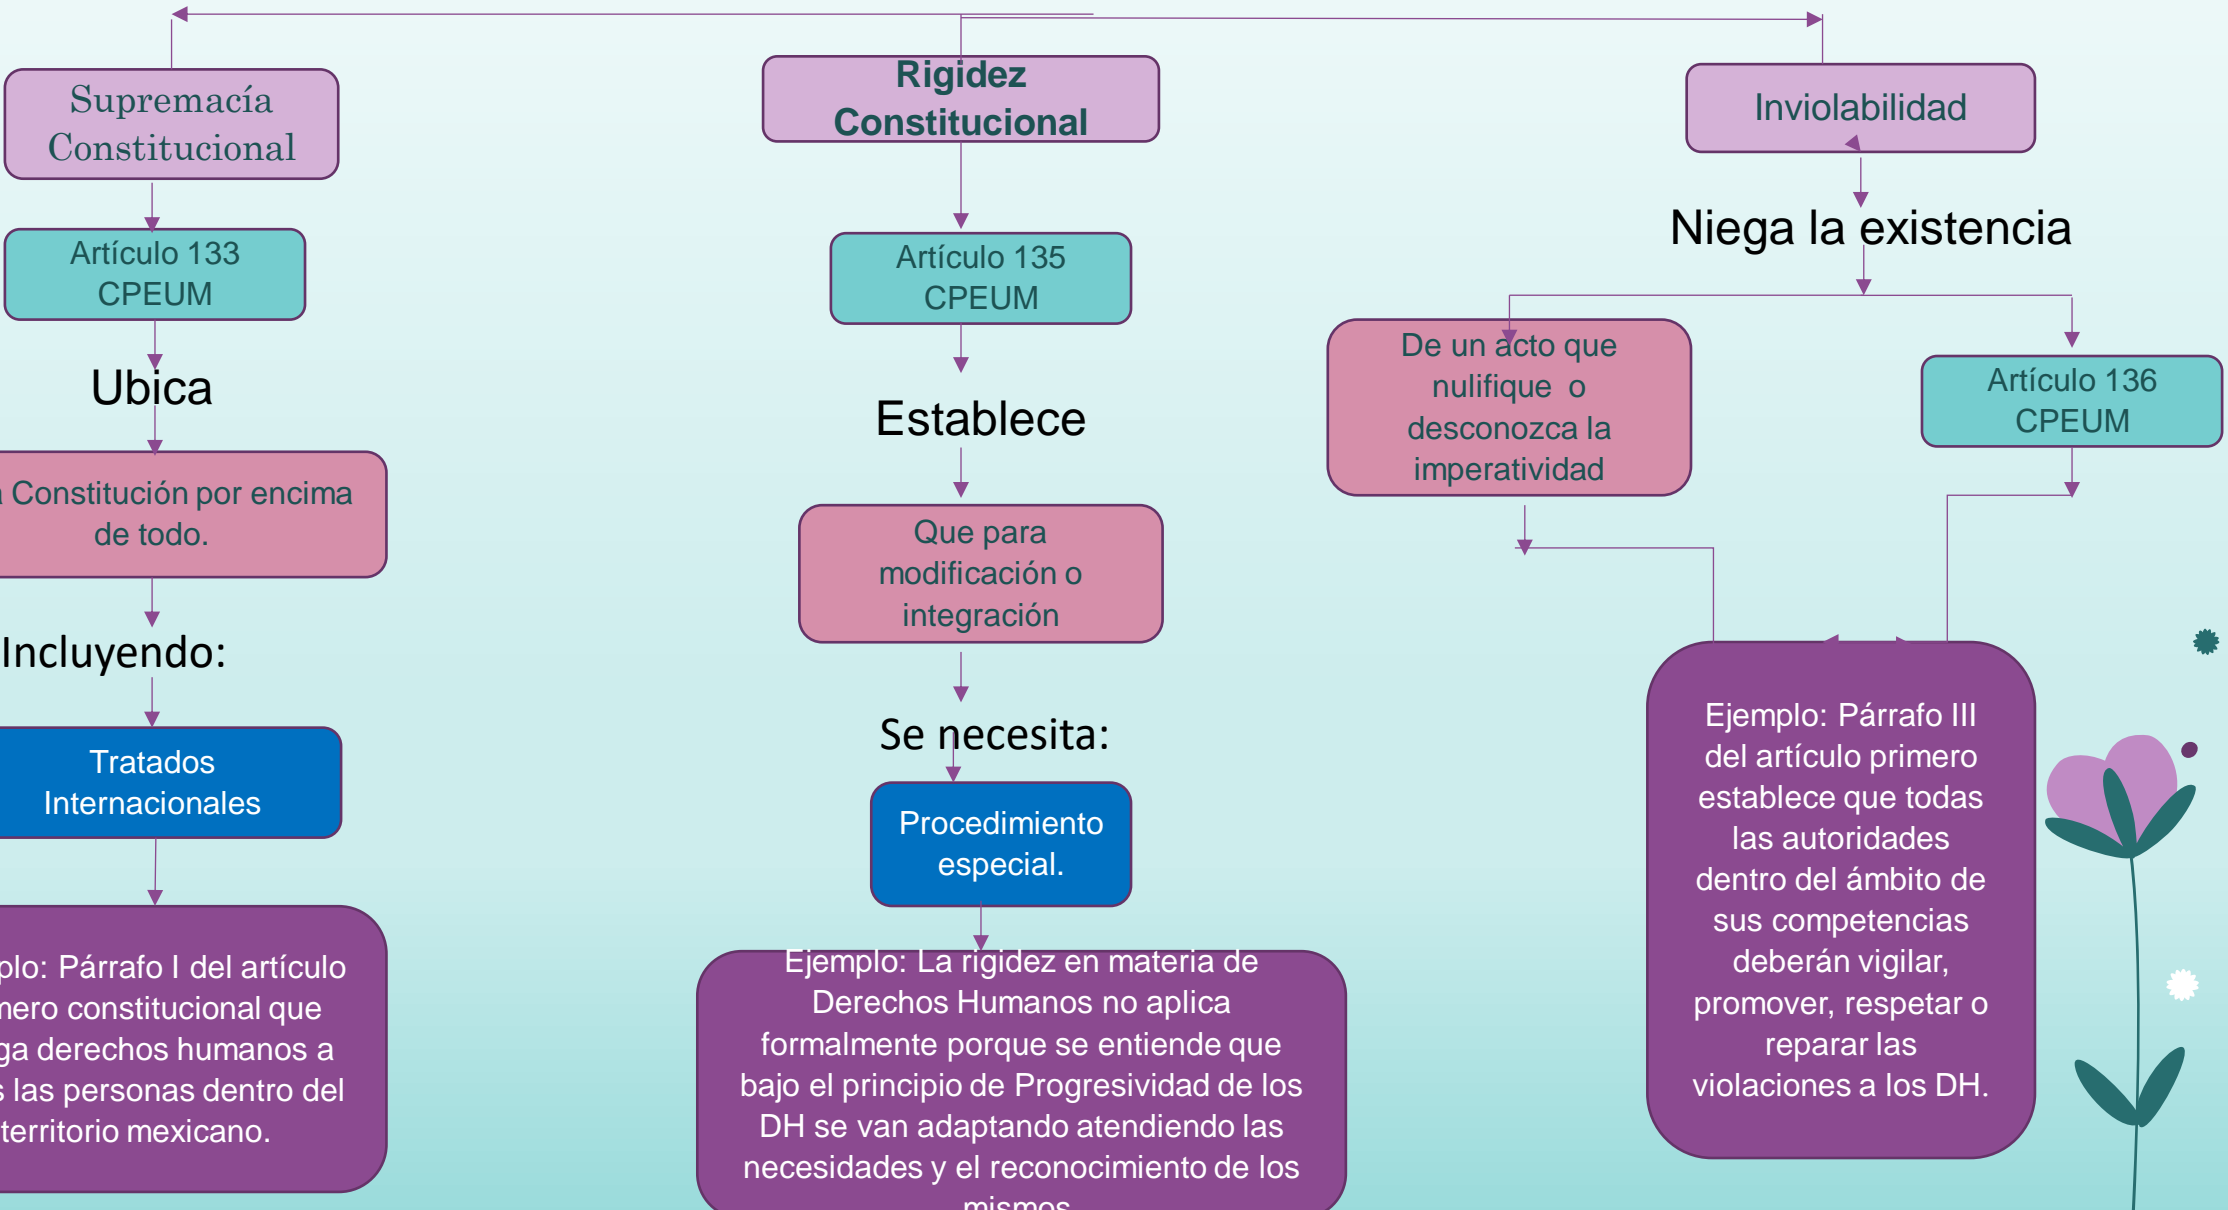 Supremacía
Constitucional
Artículo 133
CPEUM
Ubica
Constitución por encima
de todo.
Incluyendo:
Tratados
Internacionales
Párrafo I del artículo
constitucional que
derechos humanos a
las personas dentro del
territorio mexicano.
Rigidez
Constitucional
Artículo 135
CPEUM
Establece
Que para
modificación o
integración
Se necesita:
Procedimiento
especial.
Ejemplo: La rigidez en materia de
Derechos Humanos no aplica
formalmente porque se entiende que
bajo el principio de Progresividad de los
DH se van adaptando atendiendo las
necesidades y el reconocimiento de los
mismos
Inviolabilidad
Niega la existencia
De un acto que
nulifique o
desconozca la
imperatividad
Artículo 136
CPEUM
Ejemplo: Párrafo III
del artículo primero
establece que todas
las autoridades
dentro del ámbito de
sus competencias
deberán vigilar,
promover, respetar o
reparar las
violaciones a los DH.